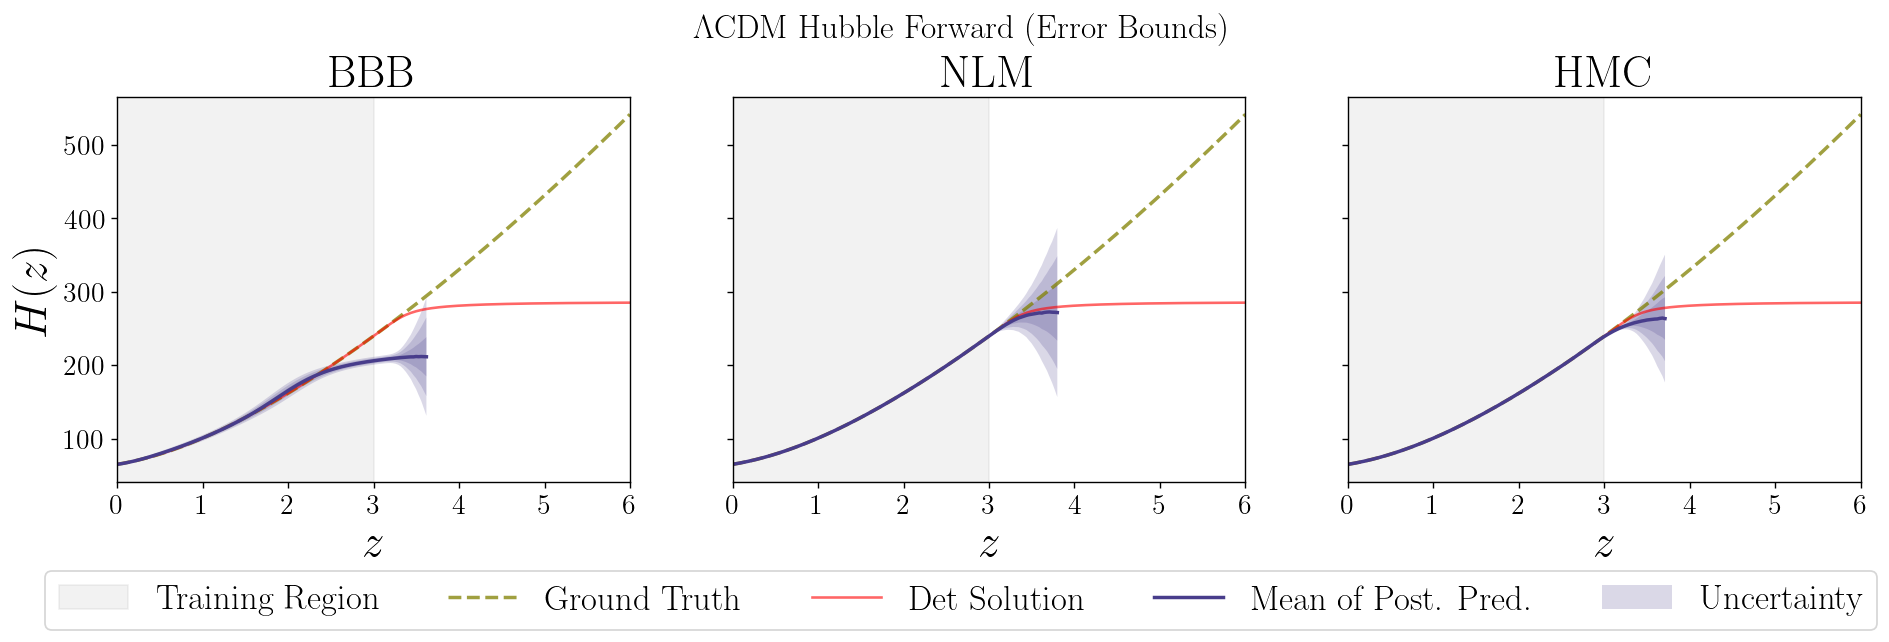 ΛCDM Hubble Forward (Error Bounds)
BBB NLM HMC
H(z)
500
400
300
200
100
0 1 2 3 4 5 6 0 1 2 3 4 5 6 0 1 2 3 4 5 6
z z z
Training Region Ground Truth Det Solution Mean of Post. Pred. Uncertainty